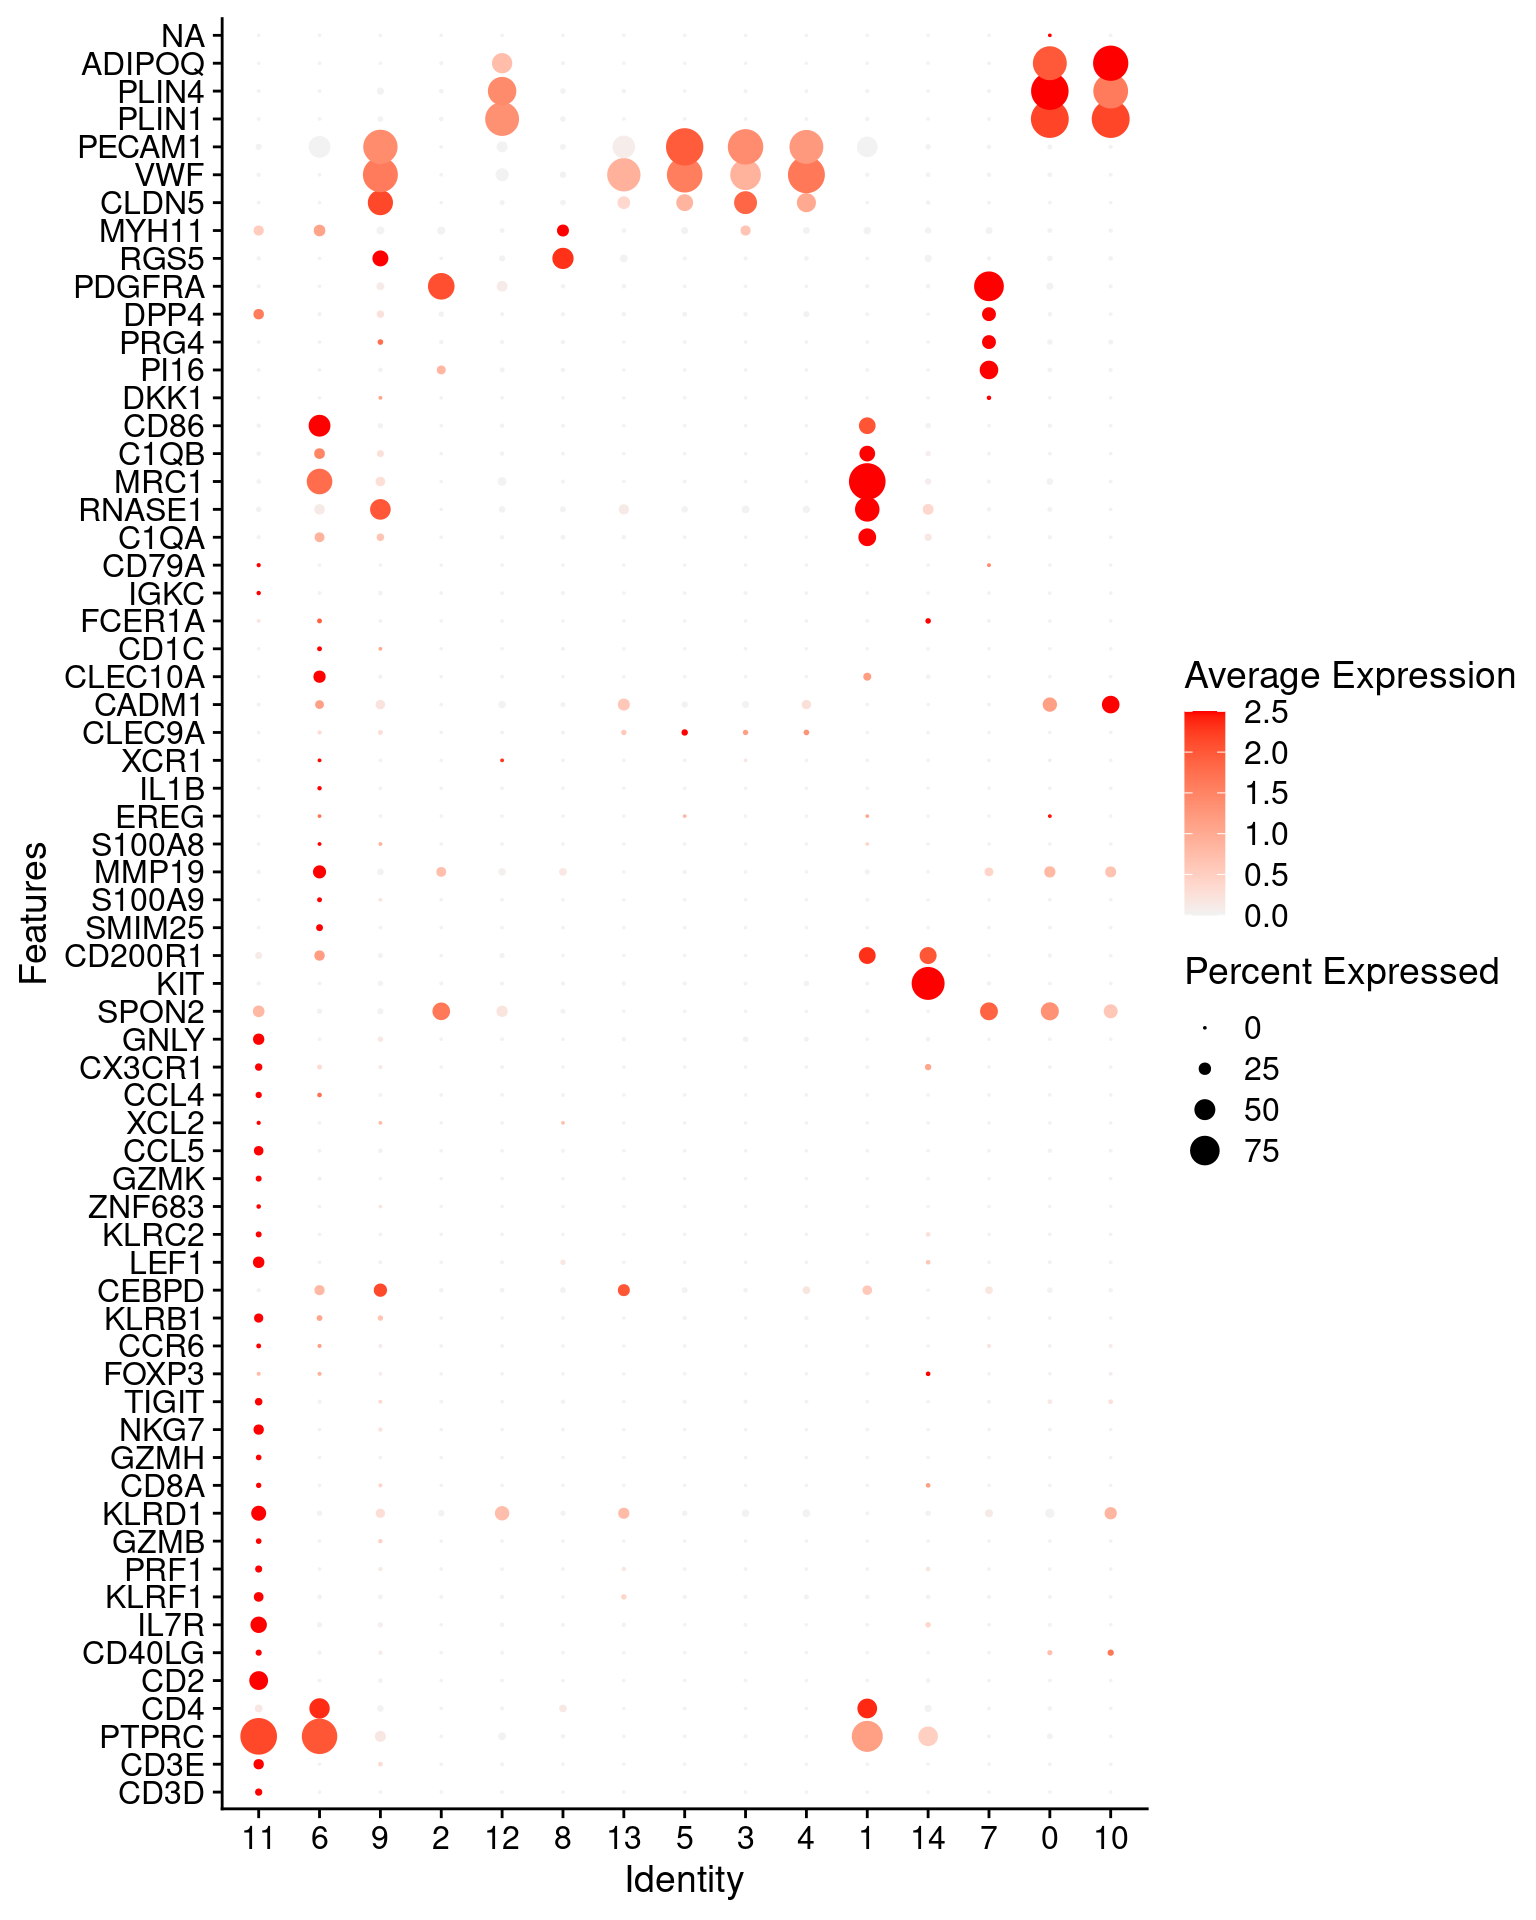 NA
ADIPOQ
PLIN4
PLIN1
PECAM1
VWF
CLDN5
MYH11
RGS5
PDGFRA
DPP4
PRG4
PI16
DKK1
CD86
C1QB
MRC1
RNASE1
C1QA
CD79A
IGKC
FCER1A
CD1C
CLEC10A
CADM1
CLEC9A
XCR1
IL1B
EREG
S100A8
MMP19
S100A9
SMIM25
CD200R1
KIT
SPON2
GNLY
CX3CR1
CCL4
XCL2
CCL5
GZMK
ZNF683
KLRC2
LEF1
CEBPD
KLRB1
CCR6
FOXP3
TIGIT
NKG7
GZMH
CD8A
KLRD1
GZMB
PRF1
KLRF1
IL7R
CD40LG
CD2
CD4
PTPRC
CD3E
CD3D
Features
11 6 9 2 12 8 13 5 3 4 1 14 7 0 10
Identity
Average Expression
2.5
2.0
1.5
1.0
0.5
0.0
Percent Expressed
0
25
50
75